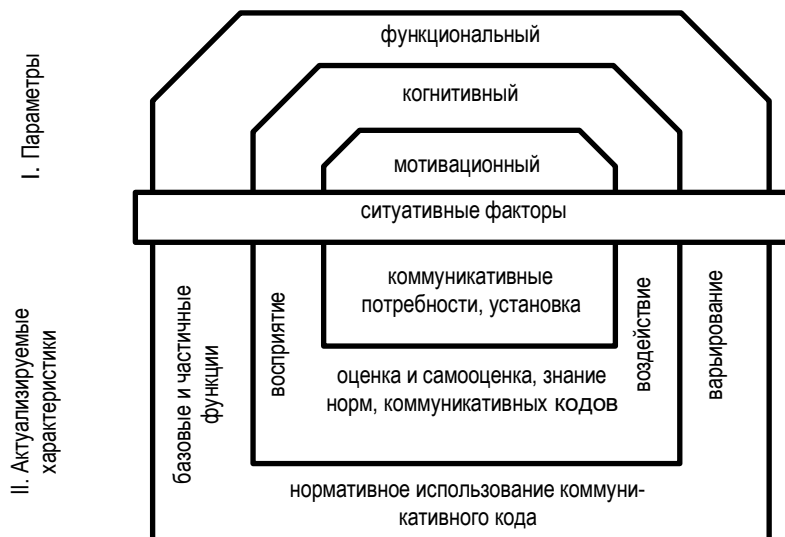 функциональный
когнитивный
I. Параметры
мотивационный
ситуативные факторы
II. Актуализируемые
характеристики
базовые и частичные
функции
восприятие
коммуникативные
потребности, установка
воздействие
варьирование
оценка и самооценка, знание
норм, коммуникативных кодов
нормативное использование коммуни-
кативного кода